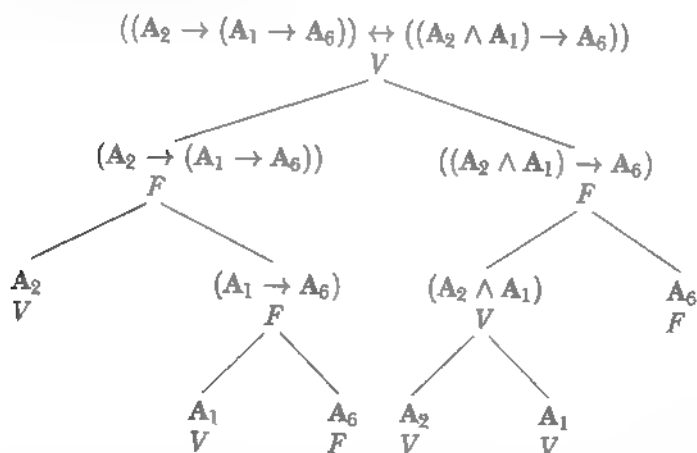 ((A₂ → (A₁ → A₆)) ↔ ((A₂ ∧ A₁) → A₆))
V
(A₂ → (A₁ → A₆)) ((A₂ ∧ A₁) → A₆)
F F
A₂ (A₁ → A₆) (A₂ ∧ A₁) A₆
V F V F
A₁ A₆ A₂ A₁
V F V V